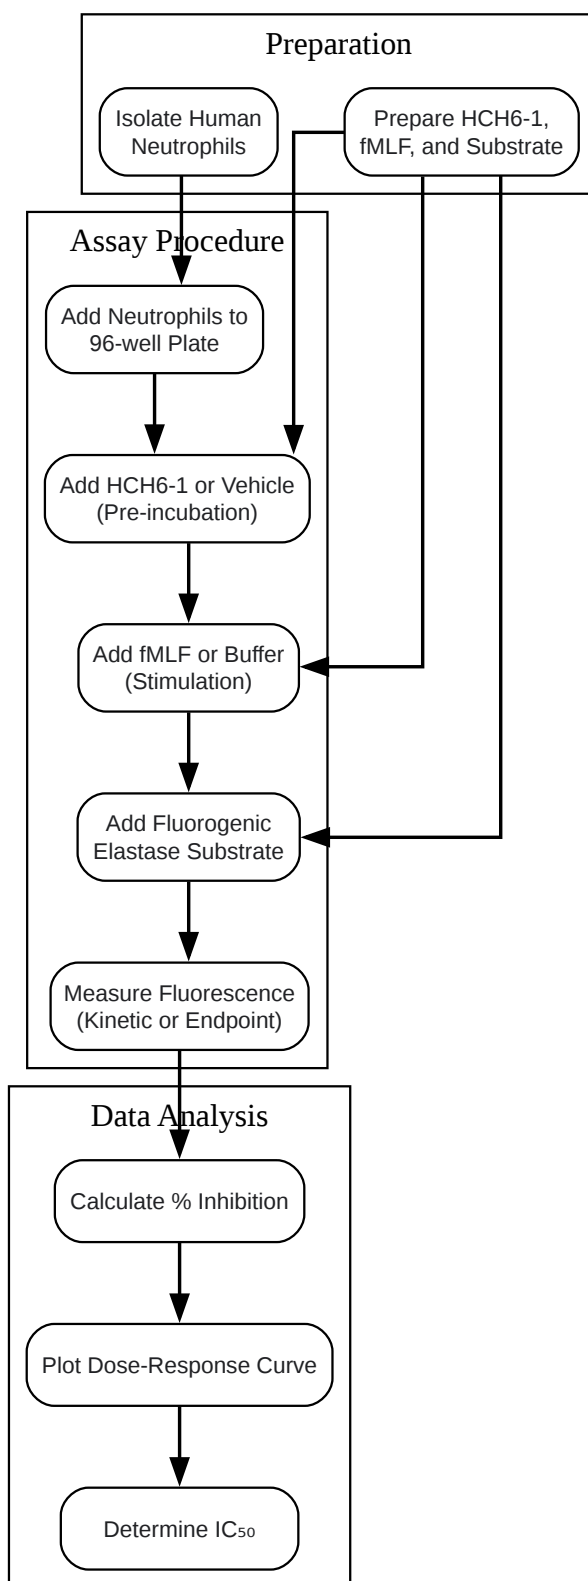 Preparation
Isolate Human
Neutrophils
Prepare HCH6-1,
fMLF, and Substrate
Assay Procedure
Add Neutrophils to
96-well Plate
Add HCH6-1 or Vehicle
(Pre-incubation)
Add fMLF or Buffer
(Stimulation)
Add Fluorogenic
Elastase Substrate
Measure Fluorescence
(Kinetic or Endpoint)
Data Analysis
Calculate % Inhibition
Plot Dose-Response Curve
Determine IC₅₀